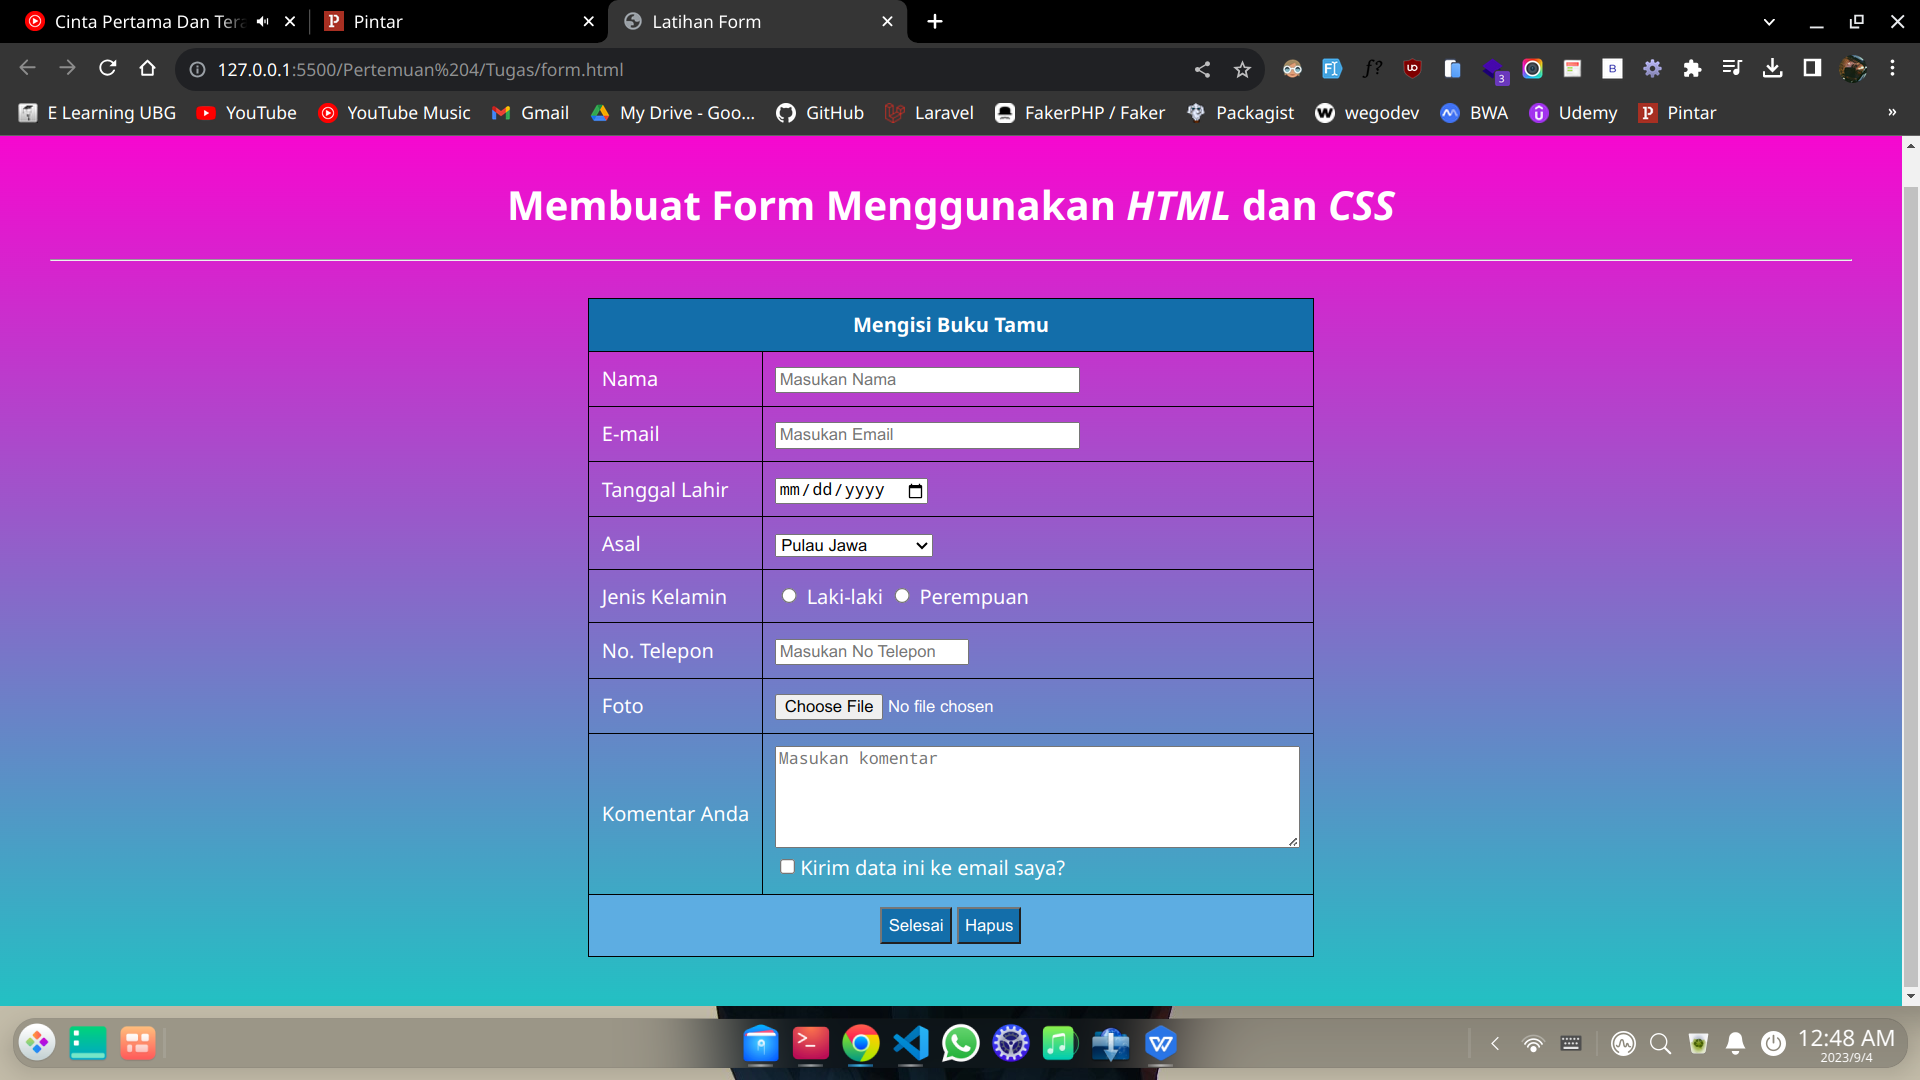 Cinta Pertama Dan Tera
Pintar
Latihan Form
127.0.0.1:5500/Pertemuan%204/Tugas/form.html
3
E Learning UBG
YouTube
YouTube Music
Gmail
My Drive - Goo...
GitHub
Laravel
FakerPHP / Faker
Packagist
wegodev
BWA
Udemy
Pintar
»
Membuat Form Menggunakan HTML dan CSS
Mengisi Buku Tamu
Nama
Masukan Nama
E-mail
Masukan Email
Tanggal Lahir
mm/dd/yyyy
Asal
Pulau Jawa
Jenis Kelamin
Laki-laki
Perempuan
No. Telepon
Masukan No Telepon
Foto
Choose File No file chosen
Komentar Anda
Masukan komentar
Kirim data ini ke email saya?
Selesai
Hapus
12:48 AM
2023/9/4